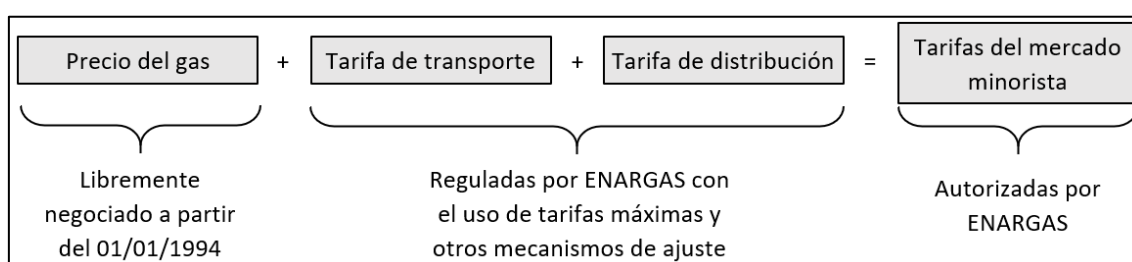 Precio del gas + Tarifa de transporte + Tarifa de distribución = Tarifas del mercado
minorista
Libremente
negociado a partir
del 01/01/1994
Reguladas por ENARGAS con
el uso de tarifas máximas y
otros mecanismos de ajuste
Autorizadas por
ENARGAS